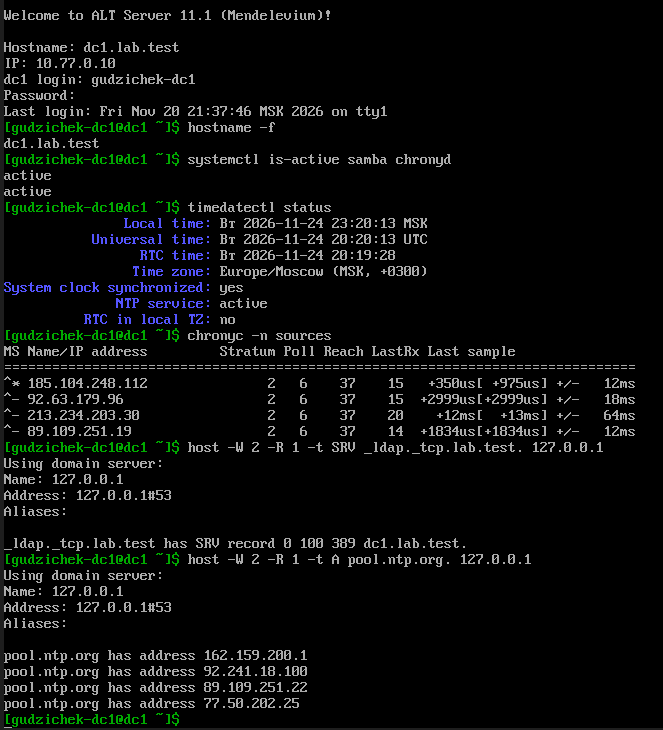 Welcome to ALT Server 11.1 (Mendelevium)!

Hostname: dc1.lab.test
IP: 10.77.0.10
dc1 login: gudzichek-dc1
Password:
Last login: Fri Nov 20 21:37:46 MSK 2026 on tty1
[gudzichek-dc1@dc1 ~]$ hostname -f
dc1.lab.test
[gudzichek-dc1@dc1 ~]$ systemctl is-active samba chronyd
active
active
[gudzichek-dc1@dc1 ~]$ timedatectl status
Local time: Вт 2026-11-24 23:20:13 MSK
Universal time: Вт 2026-11-24 20:20:13 UTC
RTC time: Вт 2026-11-24 20:19:28
Time zone: Europe/Moscow (MSK, +0300)
System clock synchronized: yes
NTP service: active
RTC in local TZ: no
[gudzichek-dc1@dc1 ~]$ chronyc -n sources
MS Name/IP address         Stratum Poll Reach LastRx Last sample
===============================================================================
^* 185.104.248.112               2   6    37    15   +350us[ +975us] +/-   12ms
^- 92.63.179.96                  2   6    37    15  +2999us[+2999us] +/-   18ms
^- 213.234.203.30                2   6    37    20    +12ms[  +13ms] +/-   64ms
^- 89.109.251.19                 2   6    37    14  +1834us[+1834us] +/-   12ms
[gudzichek-dc1@dc1 ~]$ host -W 2 -R 1 -t SRV _ldap._tcp.lab.test. 127.0.0.1
Using domain server:
Name: 127.0.0.1
Address: 127.0.0.1#53
Aliases:

_ldap._tcp.lab.test has SRV record 0 100 389 dc1.lab.test.
[gudzichek-dc1@dc1 ~]$ host -W 2 -R 1 -t A pool.ntp.org. 127.0.0.1
Using domain server:
Name: 127.0.0.1
Address: 127.0.0.1#53
Aliases:

pool.ntp.org has address 162.159.200.1
pool.ntp.org has address 92.241.18.100
pool.ntp.org has address 89.109.251.22
pool.ntp.org has address 77.50.202.25
[gudzichek-dc1@dc1 ~]$